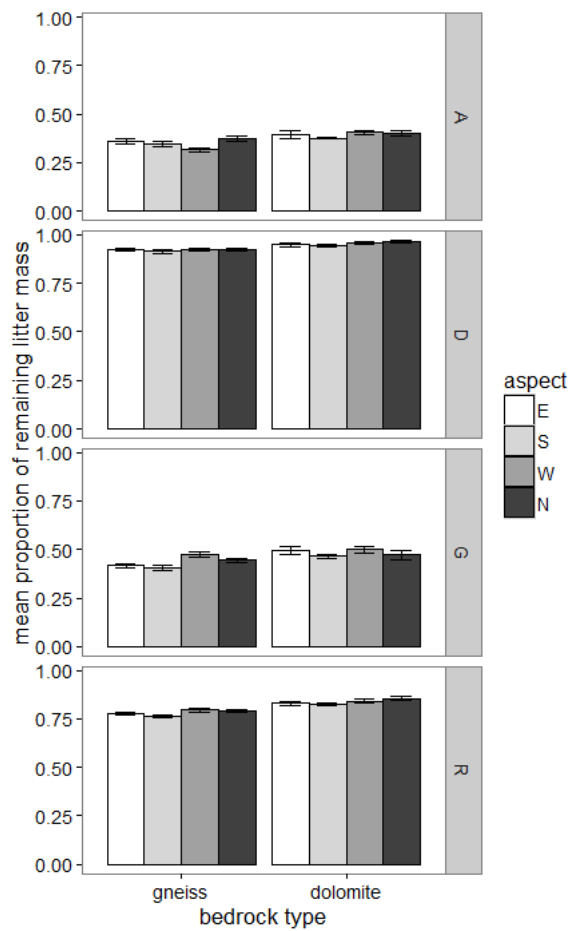 mean proportion of remaining litter mass
1.00
0.75
0.50
0.25
0.00
A
1.00
0.75
0.50
0.25
0.00
D
1.00
0.75
0.50
0.25
0.00
G
1.00
0.75
0.50
0.25
0.00
R
gneiss dolomite
bedrock type
aspect
E
S
W
N